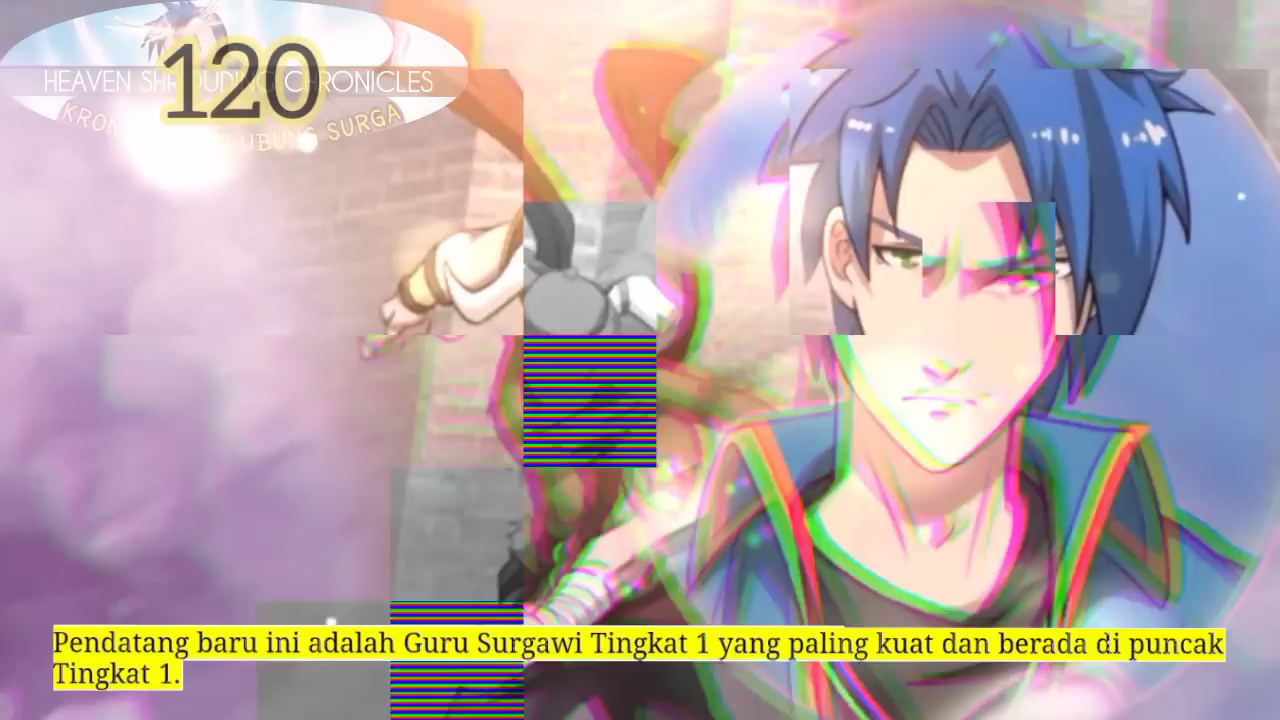 120
HEAVEN SHROUDING CHRONICLES
SURGA
Pendatang baru ini adalah Guru Surgawi Tingkat 1 yang paling kuat dan berada di puncak
Tingkat 1.